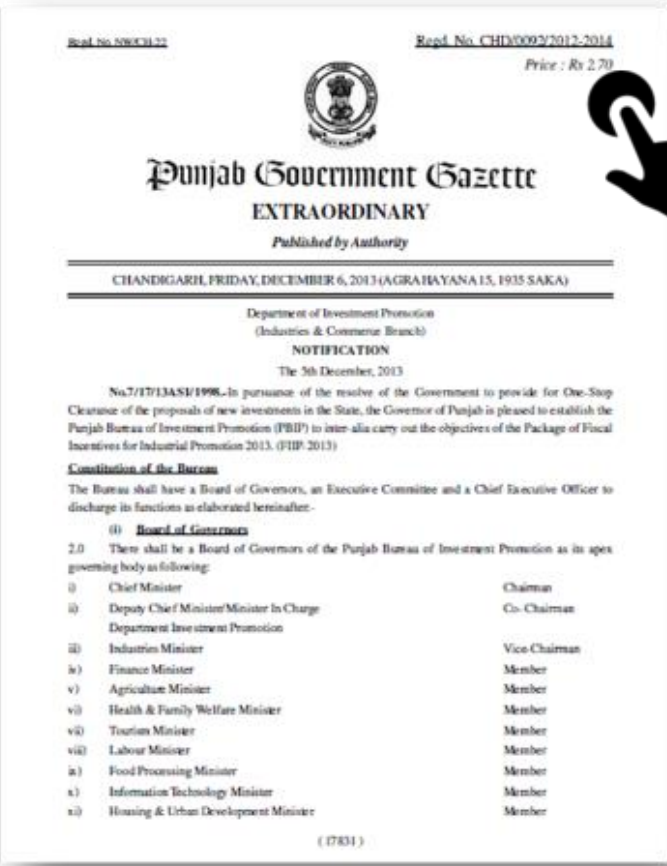 Regd. No. NW/CH-22
Regd. No. CHD/0092/2012-2014
Price : Rs 2.70
Punjab Government Gazette
EXTRAORDINARY
Published by Authority
CHANDIGARH, FRIDAY, DECEMBER 6, 2013 (AGRAHAYANA 15, 1935 SAKA)
Department of Investment Promotion
(Industries & Commerce Branch)
NOTIFICATION
The 5th December, 2013
No.7/17/13AS1/1998.-In pursuance of the resolve of the Government to provide for One-Stop
Clearance of the proposals of new investments in the State, the Governor of Punjab is pleased to establish the
Punjab Bureau of Investment Promotion (PBIP) to inter-alia carry out the objectives of the Package of Fiscal
Incentives for Industrial Promotion 2013. (FIIP-2013)
Constitution of the Bureau
The Bureau shall have a Board of Governors, an Executive Committee and a Chief Executive Officer to
discharge its functions as elaborated hereinafter:-
(i) Board of Governors
2.0 There shall be a Board of Governors of the Punjab Bureau of Investment Promotion as its apex
governing body as following:
i) Chief Minister Chairman
ii) Deputy Chief Minister/Minister In Charge Co- Chairman
Department Investment Promotion
iii) Industries Minister Vice-Chairman
iv) Finance Minister Member
v) Agriculture Minister Member
vi) Health & Family Welfare Minister Member
vii) Tourism Minister Member
viii) Labour Minister Member
ix) Food Processing Minister Member
x) Information Technology Minister Member
xi) Housing & Urban Development Minister Member
( 17831 )